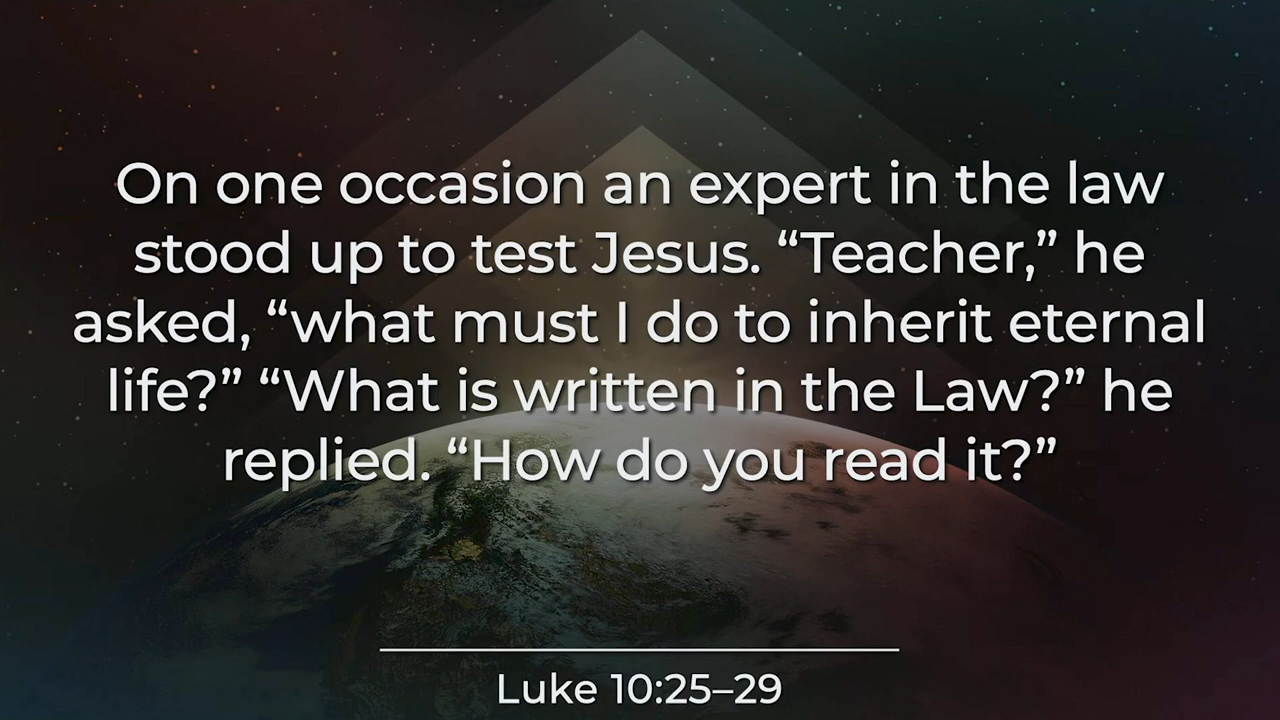 On one occasion an expert in the law
stood up to test Jesus. “Teacher,” he
asked, “what must I do to inherit eternal
life?” “What is written in the Law?” he
replied. “How do you read it?”
Luke 10:25–29